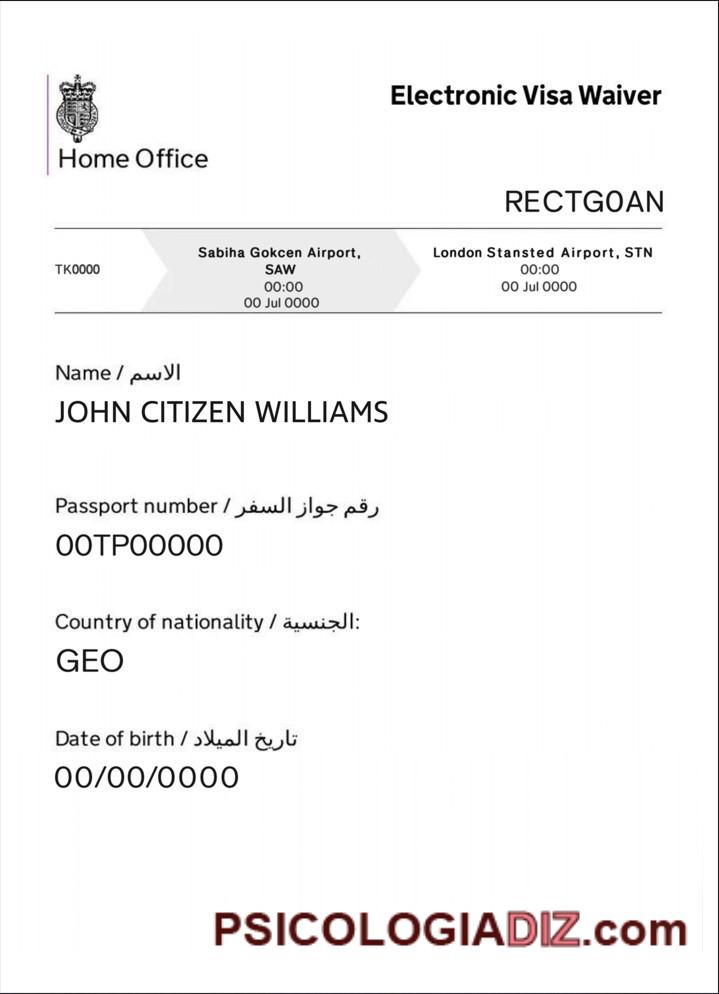 Electronic Visa Waiver
Home Office
RECTG0AN
TK0000
Sabiha Gokcen Airport,
SAW
00:00
00 Jul 0000
London Stansted Airport, STN
00:00
00 Jul 0000
Name / الاسم
JOHN CITIZEN WILLIAMS
Passport number / رقم جواز السفر
00TP00000
Country of nationality / الجنسية:
GEO
Date of birth / تاريخ الميلاد
00/00/0000
PSICOLOGIADIZ.com